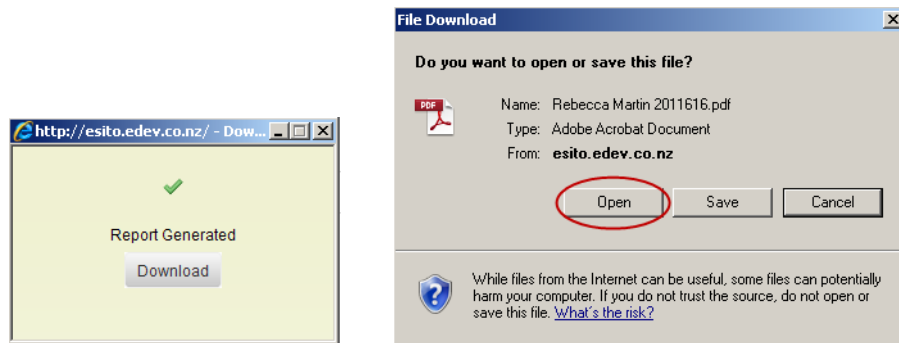 http://esito.edev.co.nz/ - Dow...
Report Generated
Download
File Download
Do you want to open or save this file?
PDF
Name: Rebecca Martin 2011616.pdf
Type: Adobe Acrobat Document
From: esito.edev.co.nz
Open Save Cancel
While files from the Internet can be useful, some files can potentially
harm your computer. If you do not trust the source, do not open or
save this file. What's the risk?